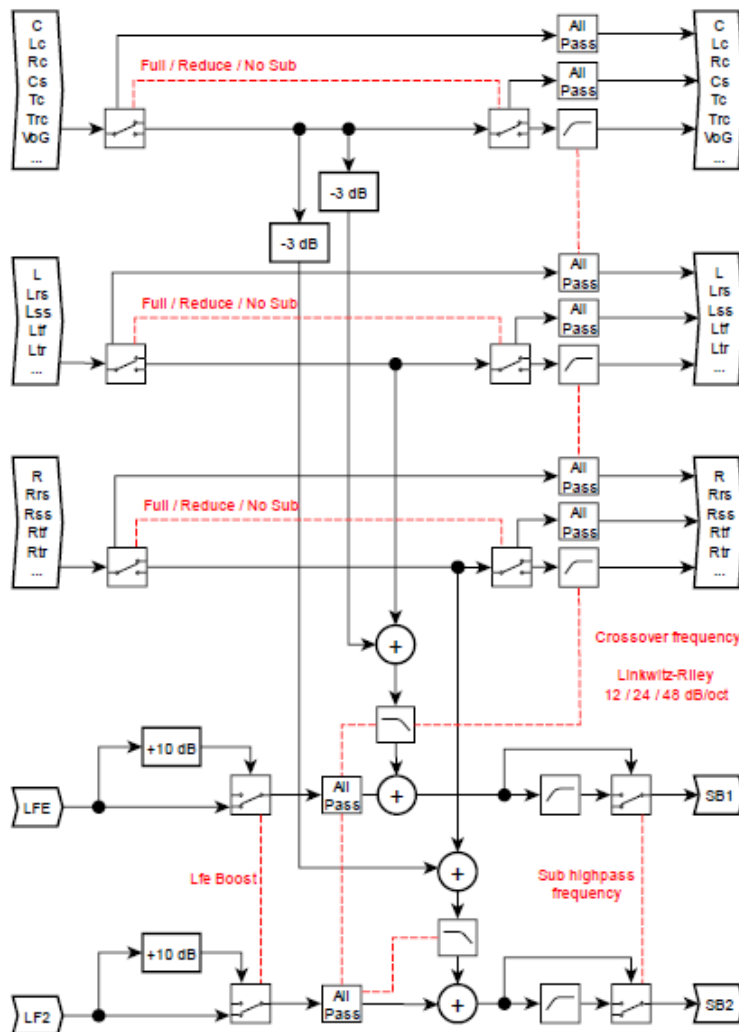 C
Lc
Rc
Cs
Tc
Trc
VoG
...
Full / Reduce / No Sub
All
Pass
All
Pass
C
Lc
Rc
Cs
Tc
Trc
VoG
...
-3 dB
-3 dB
L
Lrs
Lss
Ltf
Ltr
...
Full / Reduce / No Sub
All
Pass
All
Pass
L
Lrs
Lss
Ltf
Ltr
...
R
Rrs
Rss
Rtf
Rtr
...
Full / Reduce / No Sub
All
Pass
All
Pass
R
Rrs
Rss
Rtf
Rtr
...
+
Crossover frequency
Linkwitz-Riley
12 / 24 / 48 dB/oct
+10 dB
LFE
All
Pass
+
SB1
+
Lfe Boost
Sub highpass
frequency
+10 dB
LF2
All
Pass
+
SB2